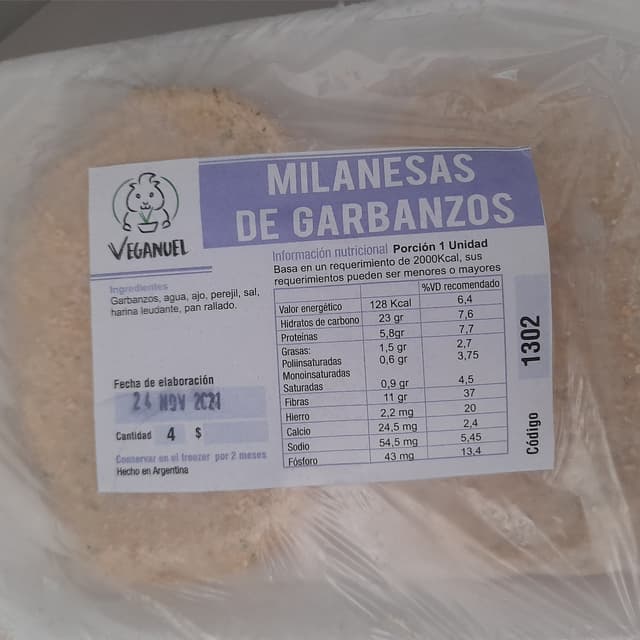 MILANESAS
DE GARBANZOS
VEGANUEL
Ingredientes
Garbanzos, agua, ajo, perejil, sal,
harina leudante, pan rallado.
Fecha de elaboración
24 NOV 2021
Cantidad 4 $
Conservar en el freezer por 2 meses
Hecho en Argentina
Información nutricional Porción 1 Unidad
Basa en un requerimiento de 2000Kcal, sus
requerimientos pueden ser menores o mayores
%VD recomendado
Valor energético 128 Kcal 6,4
Hidratos de carbono 23 gr 7,6
Proteinas 5,8gr 7,7
Grasas: 1,5 gr 2,7
Poliinsaturadas 0,6 gr 3,75
Monoinsaturadas
Saturadas 0,9 gr 4,5
Fibras 11 gr 37
Hierro 2,2 mg 20
Calcio 24,5 mg 2,4
Sodio 54,5 mg 5,45
Fósforo 43 mg 13,4
Código 1302